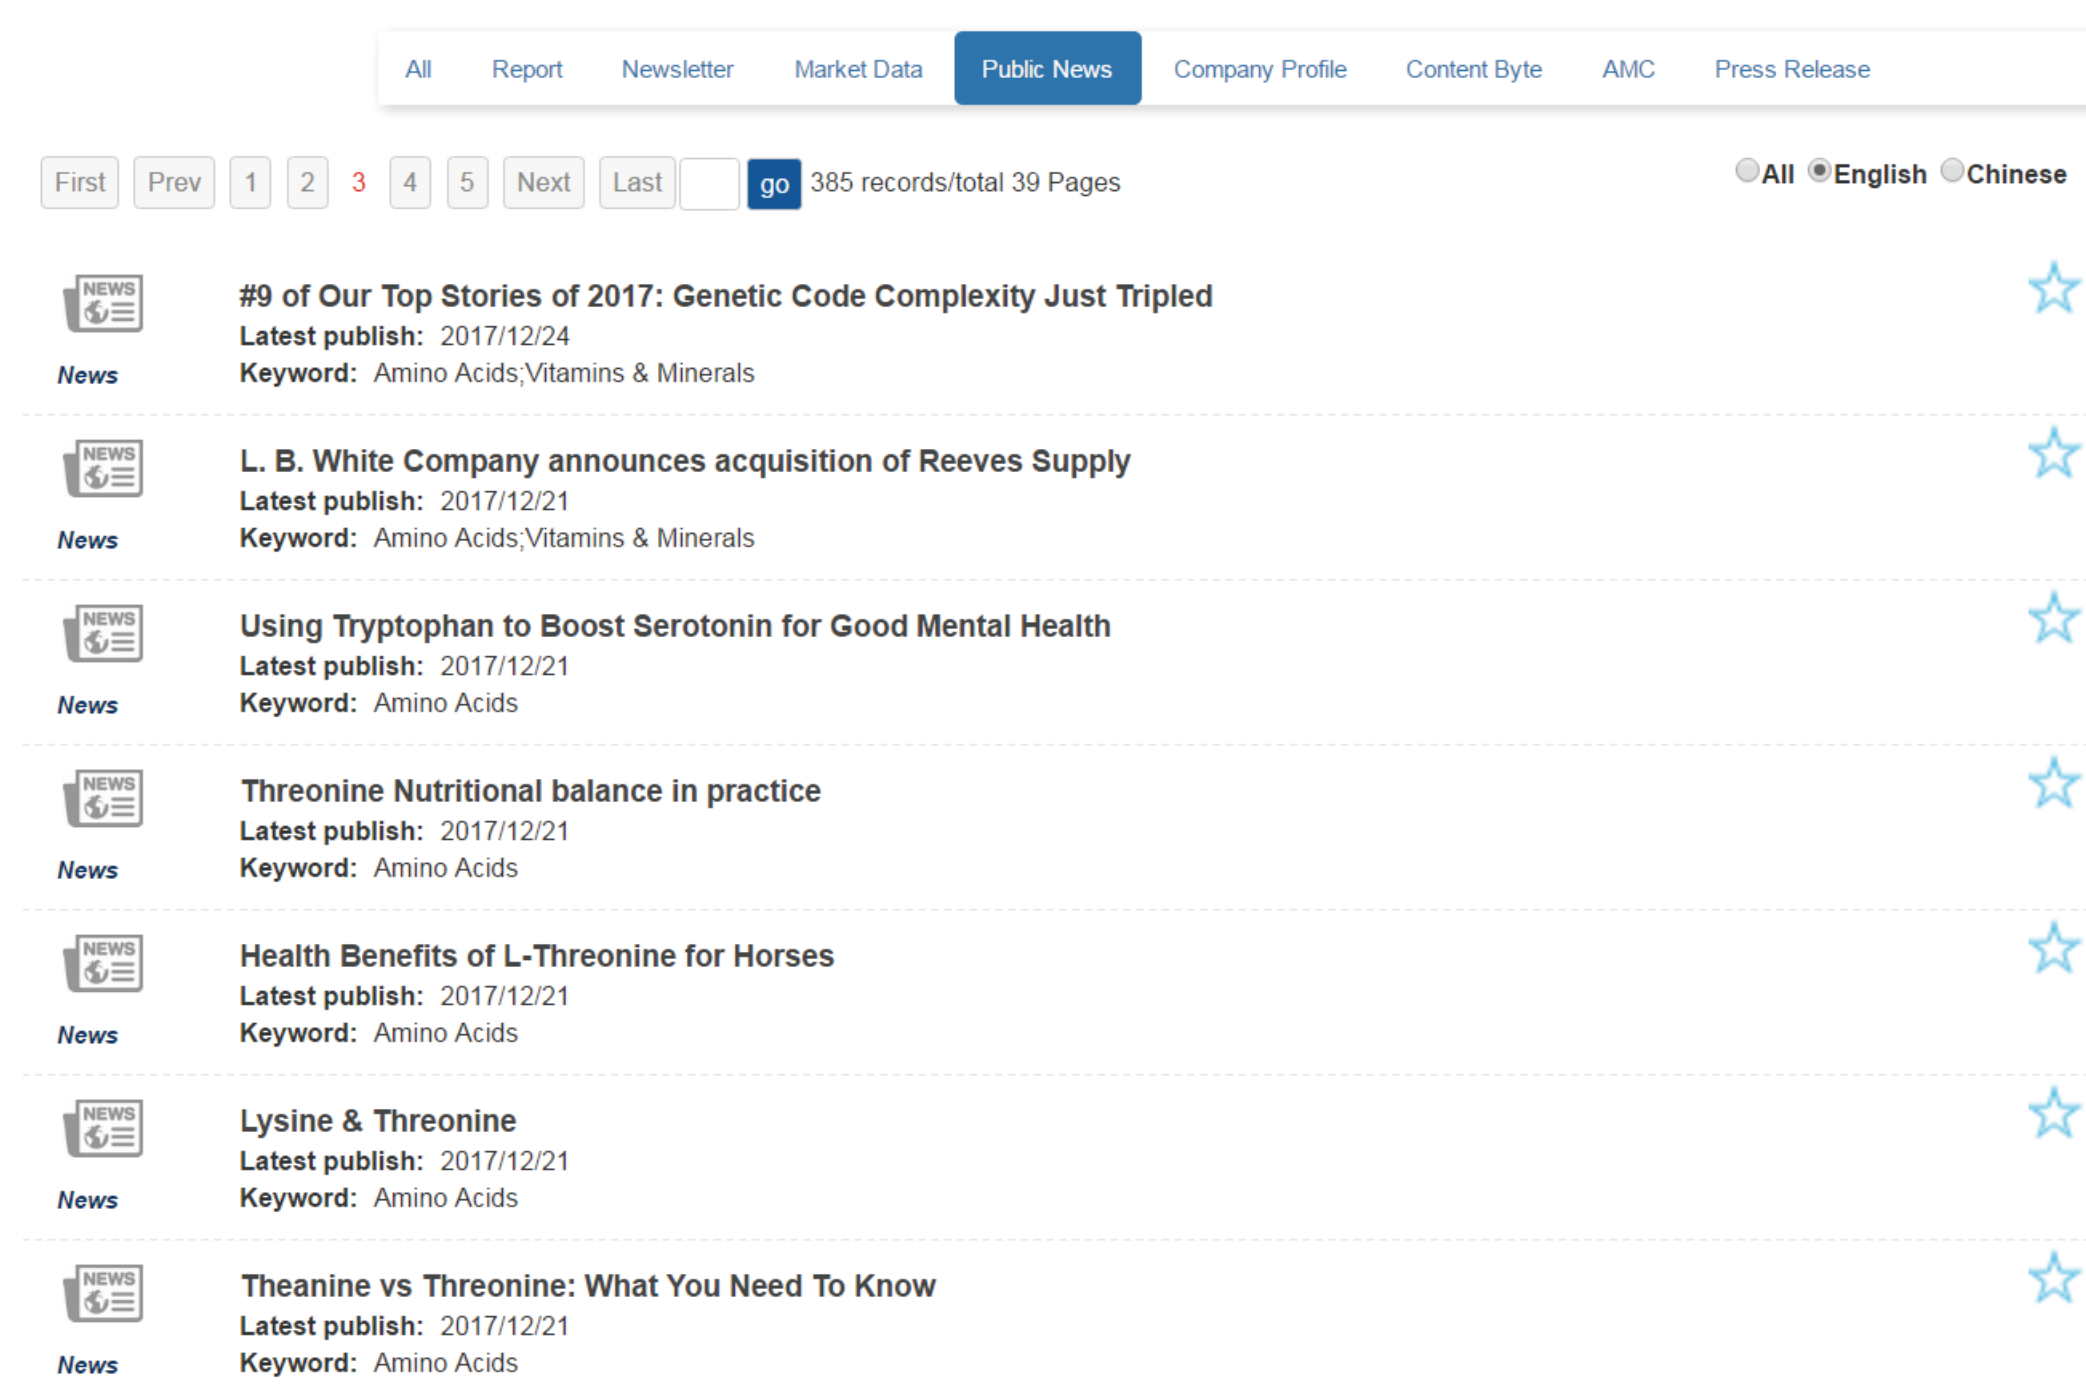 All Report Newsletter Market Data Public News Company Profile Content Byte AMC Press Release
First Prev 1 2 3 4 5 Next Last go 385 records/total 39 Pages All English Chinese
NEWS
News
#9 of Our Top Stories of 2017: Genetic Code Complexity Just Tripled
Latest publish: 2017/12/24
Keyword: Amino Acids;Vitamins & Minerals
NEWS
News
L. B. White Company announces acquisition of Reeves Supply
Latest publish: 2017/12/21
Keyword: Amino Acids;Vitamins & Minerals
NEWS
News
Using Tryptophan to Boost Serotonin for Good Mental Health
Latest publish: 2017/12/21
Keyword: Amino Acids
NEWS
News
Threonine Nutritional balance in practice
Latest publish: 2017/12/21
Keyword: Amino Acids
NEWS
News
Health Benefits of L-Threonine for Horses
Latest publish: 2017/12/21
Keyword: Amino Acids
NEWS
News
Lysine & Threonine
Latest publish: 2017/12/21
Keyword: Amino Acids
NEWS
News
Theanine vs Threonine: What You Need To Know
Latest publish: 2017/12/21
Keyword: Amino Acids